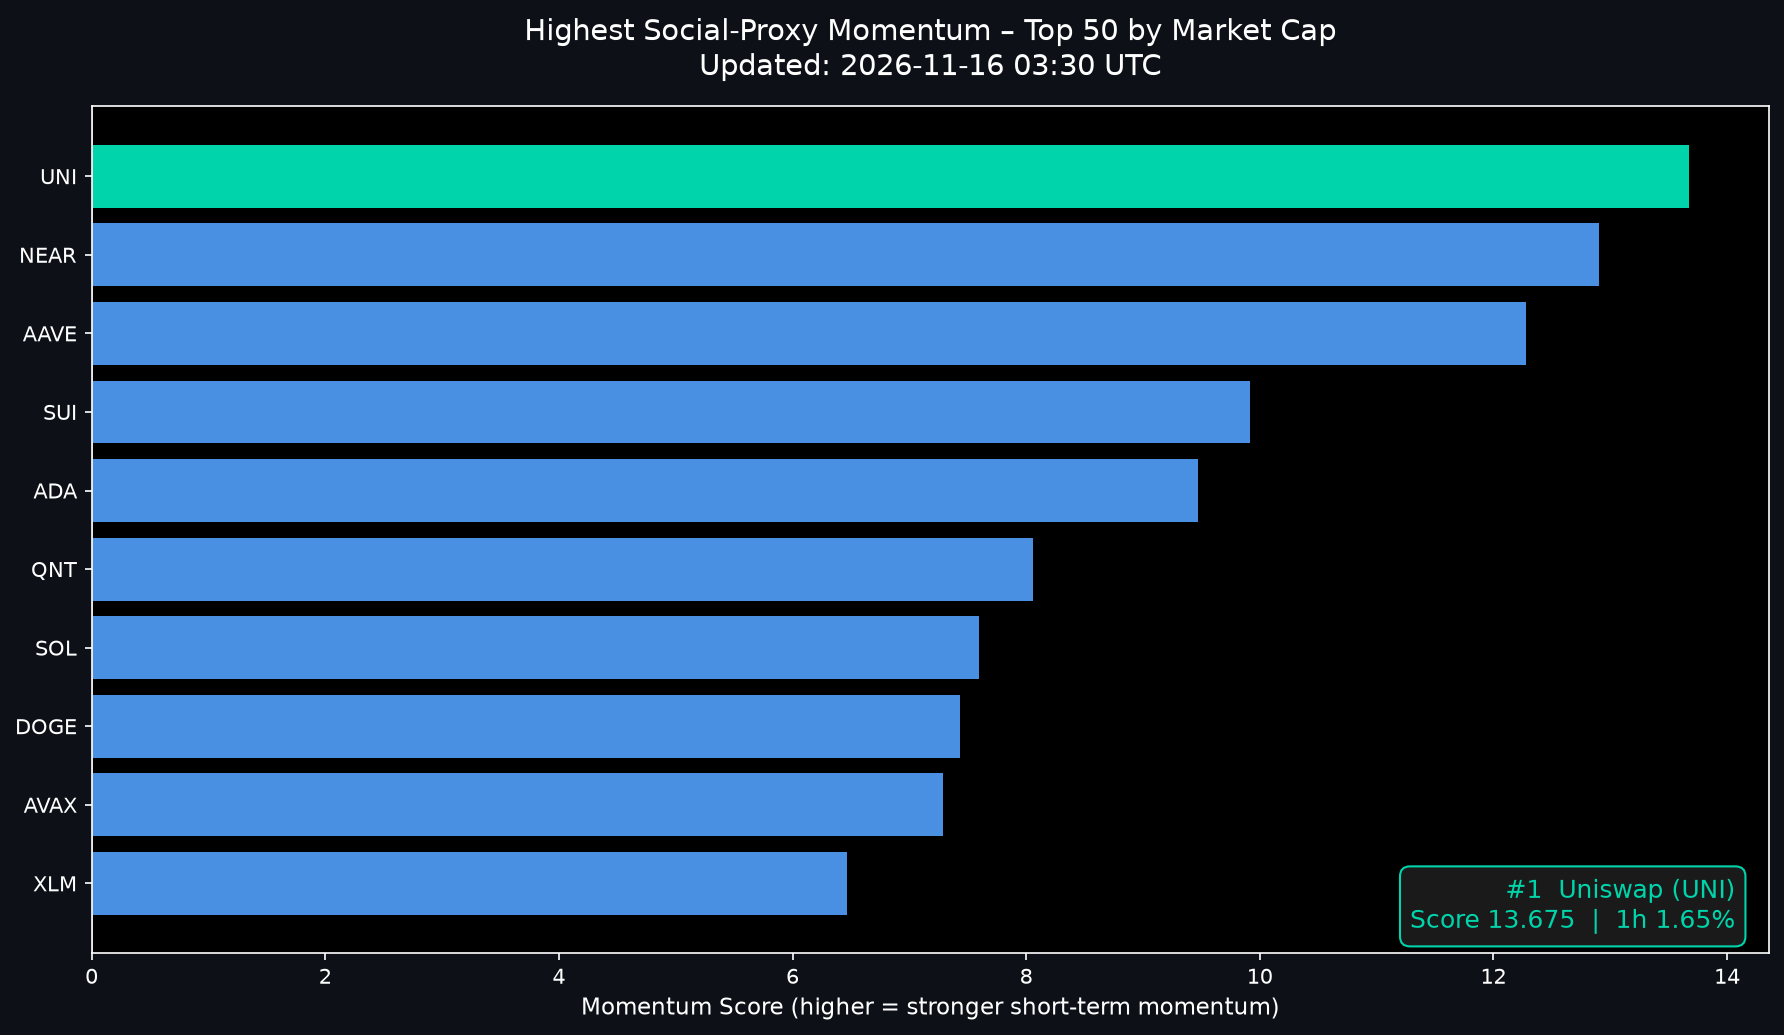 Highest Social-Proxy Momentum – Top 50 by Market Cap
Updated: 2026-11-16 03:30 UTC
UNI
NEAR
AAVE
SUI
ADA
QNT
SOL
DOGE
AVAX
XLM
#1  Uniswap (UNI)
Score 13.675  |  1h 1.65%
0 2 4 6 8 10 12 14
Momentum Score (higher = stronger short-term momentum)